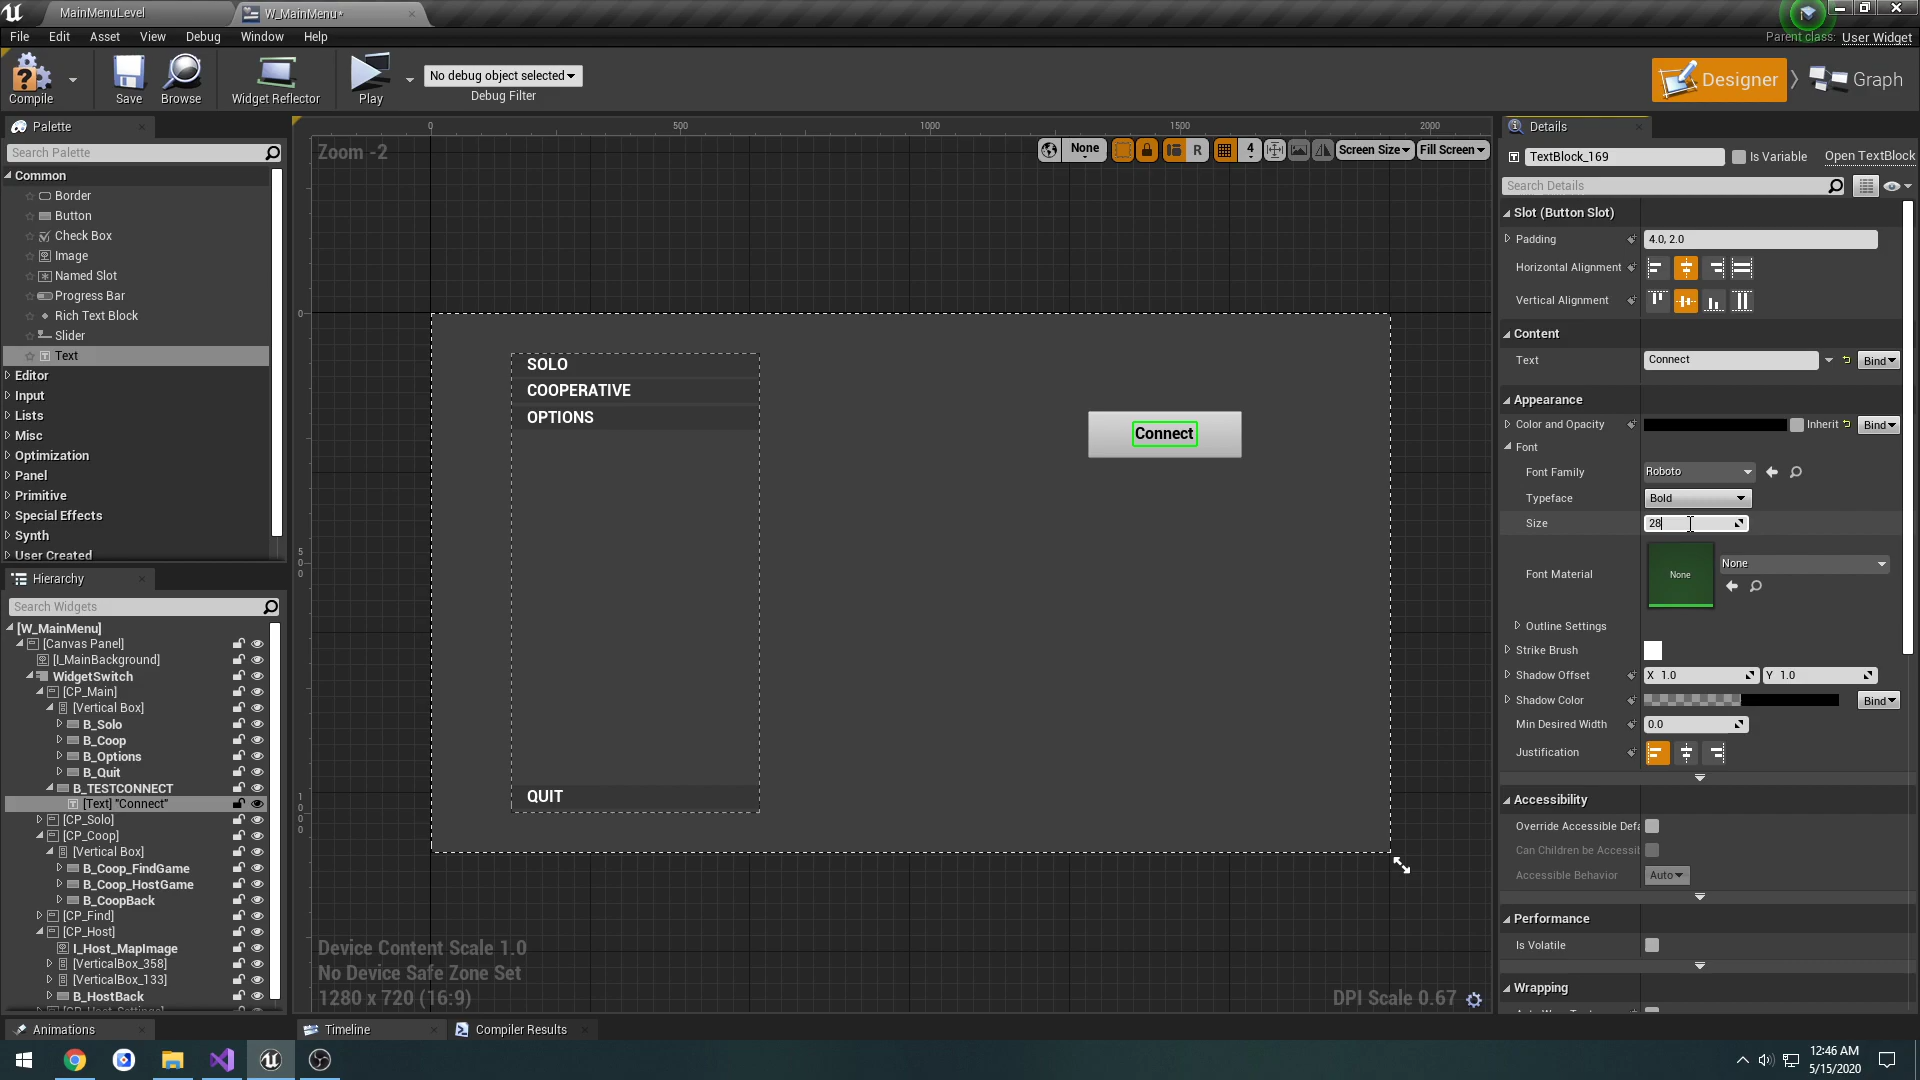 MainMenuLevel
W_MainMenu*
File
Edit
Asset
View
Debug
Window
Help
Parent class: User Widget
Compile
Save
Browse
Widget Reflector
Play
No debug object selected
Debug Filter
Designer
Graph
Palette
Search Palette
Common
Border
Button
Check Box
Image
Named Slot
Progress Bar
Rich Text Block
Slider
Text
Editor
Input
Lists
Misc
Optimization
Panel
Primitive
Special Effects
Synth
User Created
Hierarchy
Search Widgets
[W_MainMenu]
[Canvas Panel]
[I_MainBackground]
WidgetSwitch
[CP_Main]
[Vertical Box]
B_Solo
B_Coop
B_Options
B_Quit
B_TESTCONNECT
[Text] "Connect"
[CP_Solo]
[CP_Coop]
[Vertical Box]
B_Coop_FindGame
B_Coop_HostGame
B_CoopBack
[CP_Find]
[CP_Host]
I_Host_MapImage
[VerticalBox_358]
[VerticalBox_133]
B_HostBack
Animations
0
500
1000
1500
2000
Zoom -2
None
R
4
Screen Size
Fill Screen
0
500
1000
SOLO
COOPERATIVE
OPTIONS
QUIT
Connect
Device Content Scale 1.0
No Device Safe Zone Set
1280 x 720 (16:9)
DPI Scale 0.67
Timeline
Compiler Results
Details
TextBlock_169
Is Variable
Open TextBlock
Search Details
Slot (Button Slot)
Padding
4.0, 2.0
Horizontal Alignment
Vertical Alignment
Content
Text
Connect
Bind
Appearance
Color and Opacity
Inherit
Bind
Font
Font Family
Roboto
Typeface
Bold
Size
28
Font Material
None
None
Outline Settings
Strike Brush
Shadow Offset
X 1.0
Y 1.0
Shadow Color
Bind
Min Desired Width
0.0
Justification
Accessibility
Override Accessible Defa
Can Children be Accessib
Accessible Behavior
Auto
Performance
Is Volatile
Wrapping
12:46 AM
5/15/2020